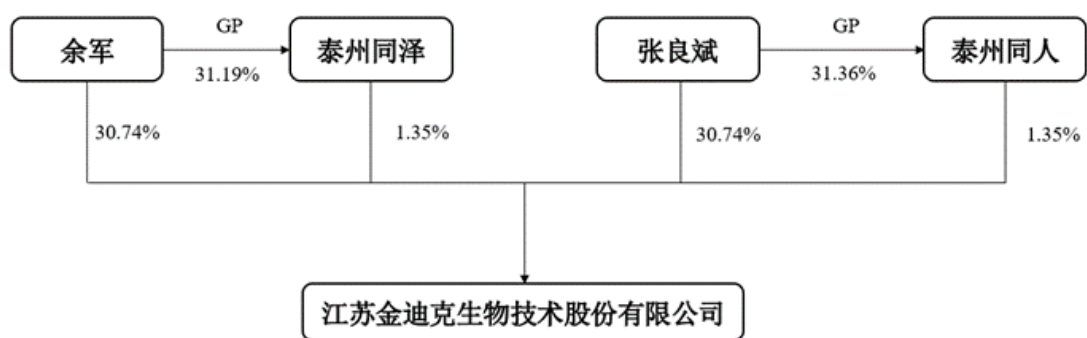 GP
GP
余军
泰州同泽
张良斌
泰州同人
31.19%
31.36%
30.74%
1.35%
30.74%
1.35%
江苏金迪克生物技术股份有限公司